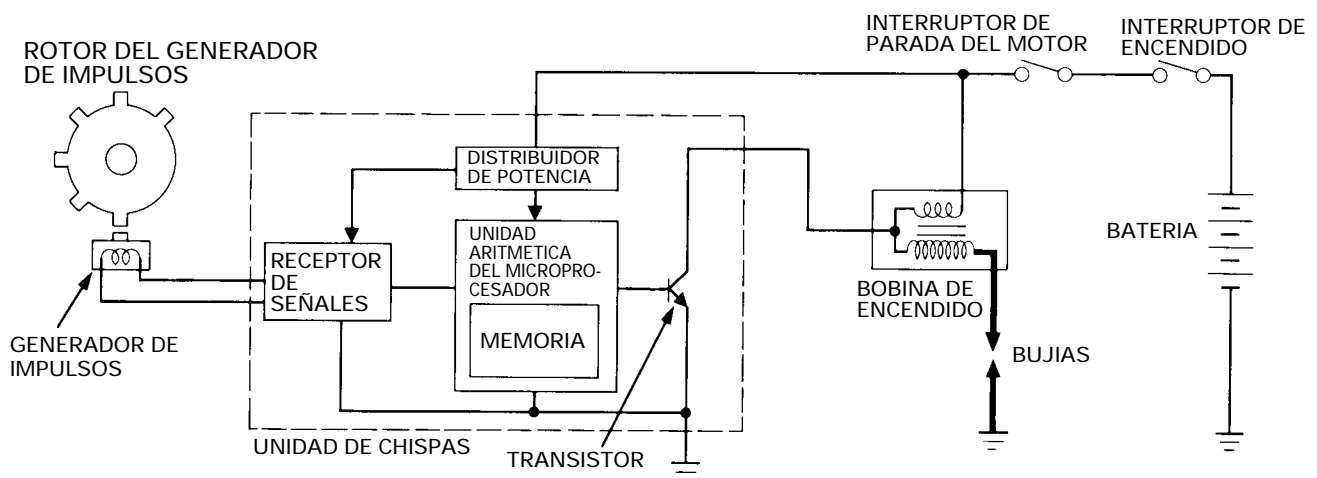 INTERRUPTOR DE
PARADA DEL MOTOR
INTERRUPTOR DE
ENCENDIDO
ROTOR DEL GENERADOR
DE IMPULSOS
DISTRIBUIDOR
DE POTENCIA
UNIDAD
ARITMETICA
DEL MICROPRO-
CESADOR
MEMORIA
RECEPTOR
DE
SEÑALES
BATERIA
BOBINA DE
ENCENDIDO
GENERADOR DE
IMPULSOS
BUJIAS
UNIDAD DE CHISPAS
TRANSISTOR